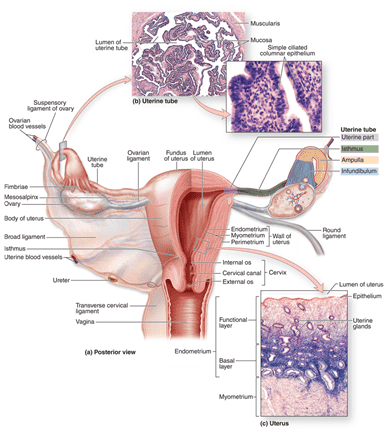 Muscularis
Lumen of
uterine tube
Mucosa
Simple ciliated
columnar epithelium
(b) Uterine tube
Suspensory
ligament of ovary
Ovarian
blood vessels
Uterine
tube
Ovarian
ligament
Fundus
of uterus
Lumen
of uterus
Uterine tube
Uterine part
Isthmus
Ampulla
Infundibulum
Fimbriae
Mesosalpinx
Ovary
Body of uterus
Broad ligament
Isthmus
Uterine blood vessels
Ureter
Endometrium
Myometrium
Perimetrium
Wall of
uterus
Round
ligament
Internal os
Cervical canal
External os
Cervix
Transverse cervical
ligament
Vagina
(a) Posterior view
Lumen of uterus
Epithelium
Functional
layer
Uterine
glands
Endometrium
Basal
layer
Myometrium
(c) Uterus